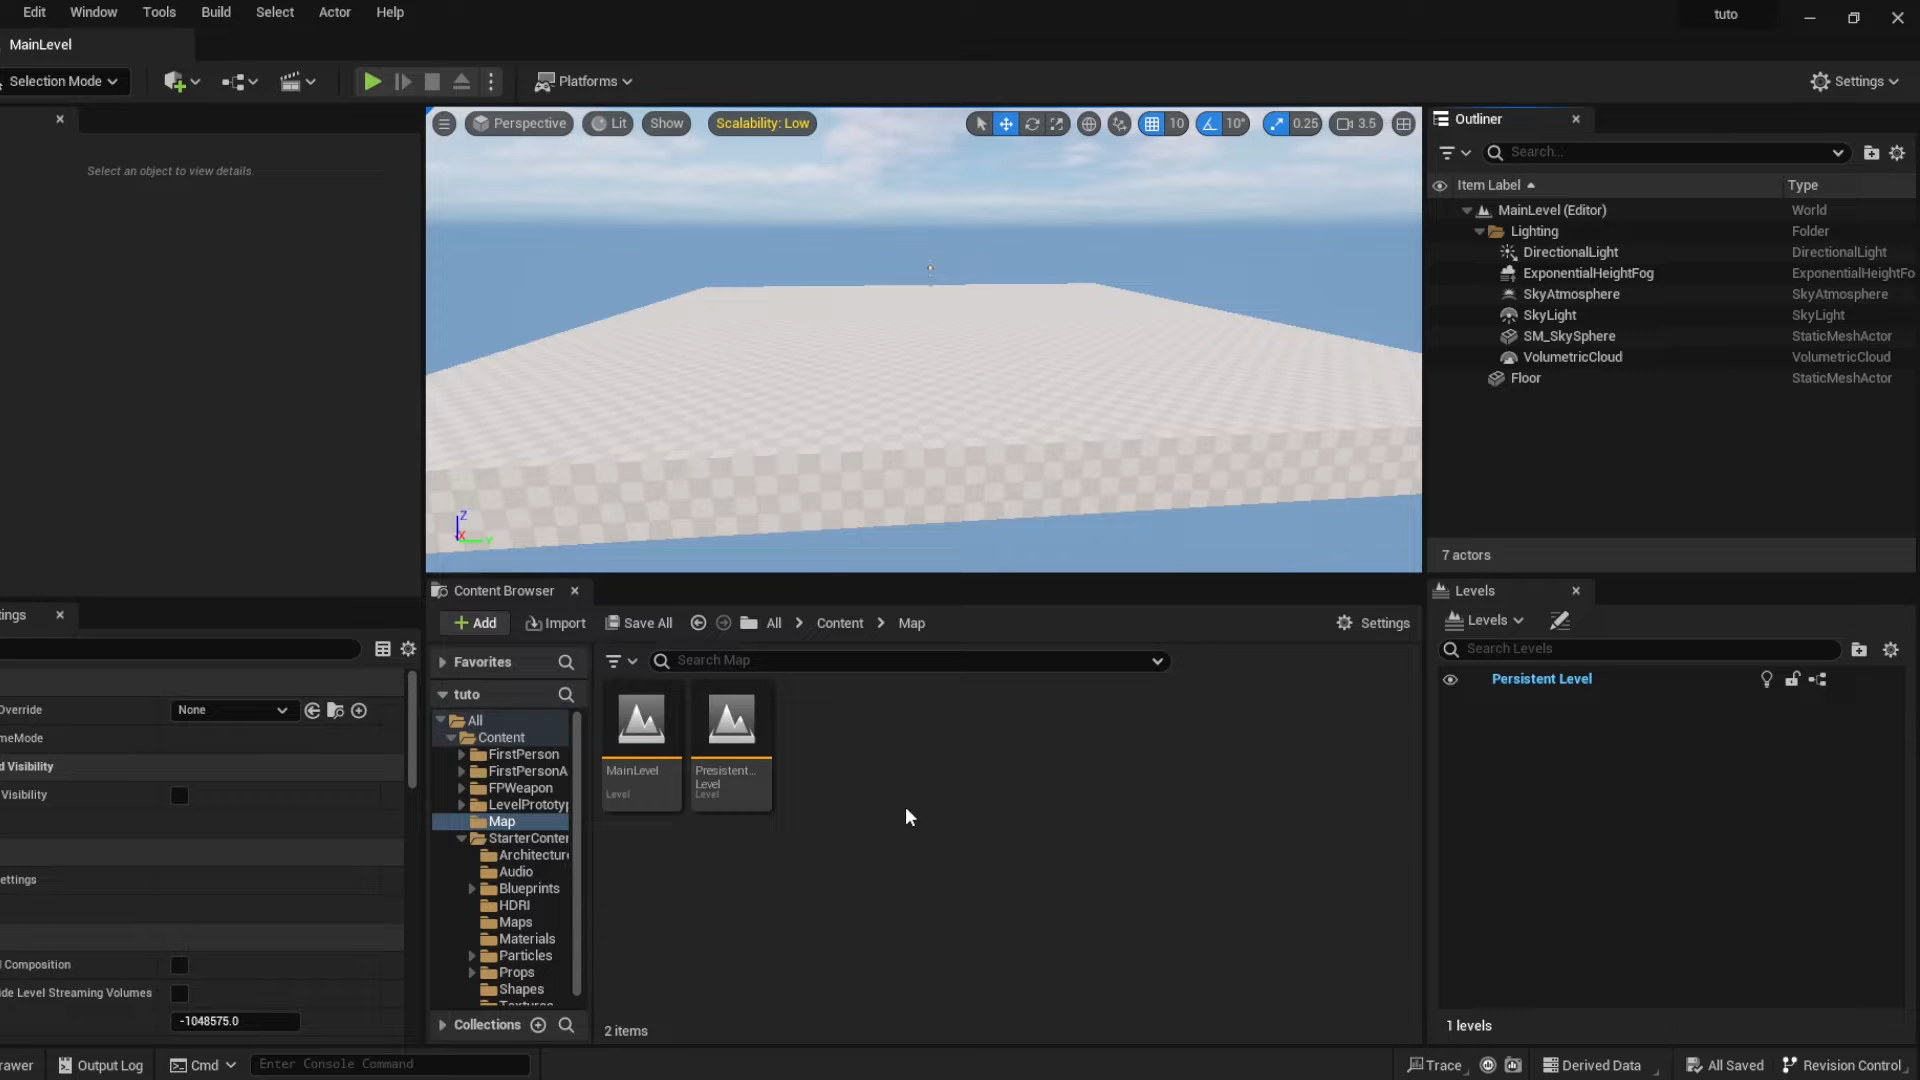 Edit Window Tools Build Select Actor Help tuto
MainLevel
Selection Mode Platforms Settings
Select an object to view details.
Perspective Lit Show Scalability: Low 10 10° 0.25 3.5
Z
X
Y
Outliner
Search...
Item Label Type
MainLevel (Editor) World
Lighting Folder
DirectionalLight DirectionalLight
ExponentialHeightFog ExponentialHeightFo
SkyAtmosphere SkyAtmosphere
SkyLight SkyLight
SM_SkySphere StaticMeshActor
VolumetricCloud VolumetricCloud
Floor StaticMeshActor
7 actors
tings
Override None
meMode
d Visibility
Visibility
ettings
d Composition
ide Level Streaming Volumes
-1048575.0
Content Browser
Add Import Save All All Content Map Settings
Favorites
Search Map
tuto
All
Content
FirstPerson
FirstPersonA
FPWeapon
LevelPrototyp
Map
StarterConten
Architecture
Audio
Blueprints
HDRI
Maps
Materials
Particles
Props
Shapes
Textures
Collections
MainLevel
Level
Presistent...
Level
Level
2 items
Levels
Levels
Search Levels
Persistent Level
1 levels
rawer Output Log Cmd Enter Console Command Trace Derived Data All Saved Revision Control